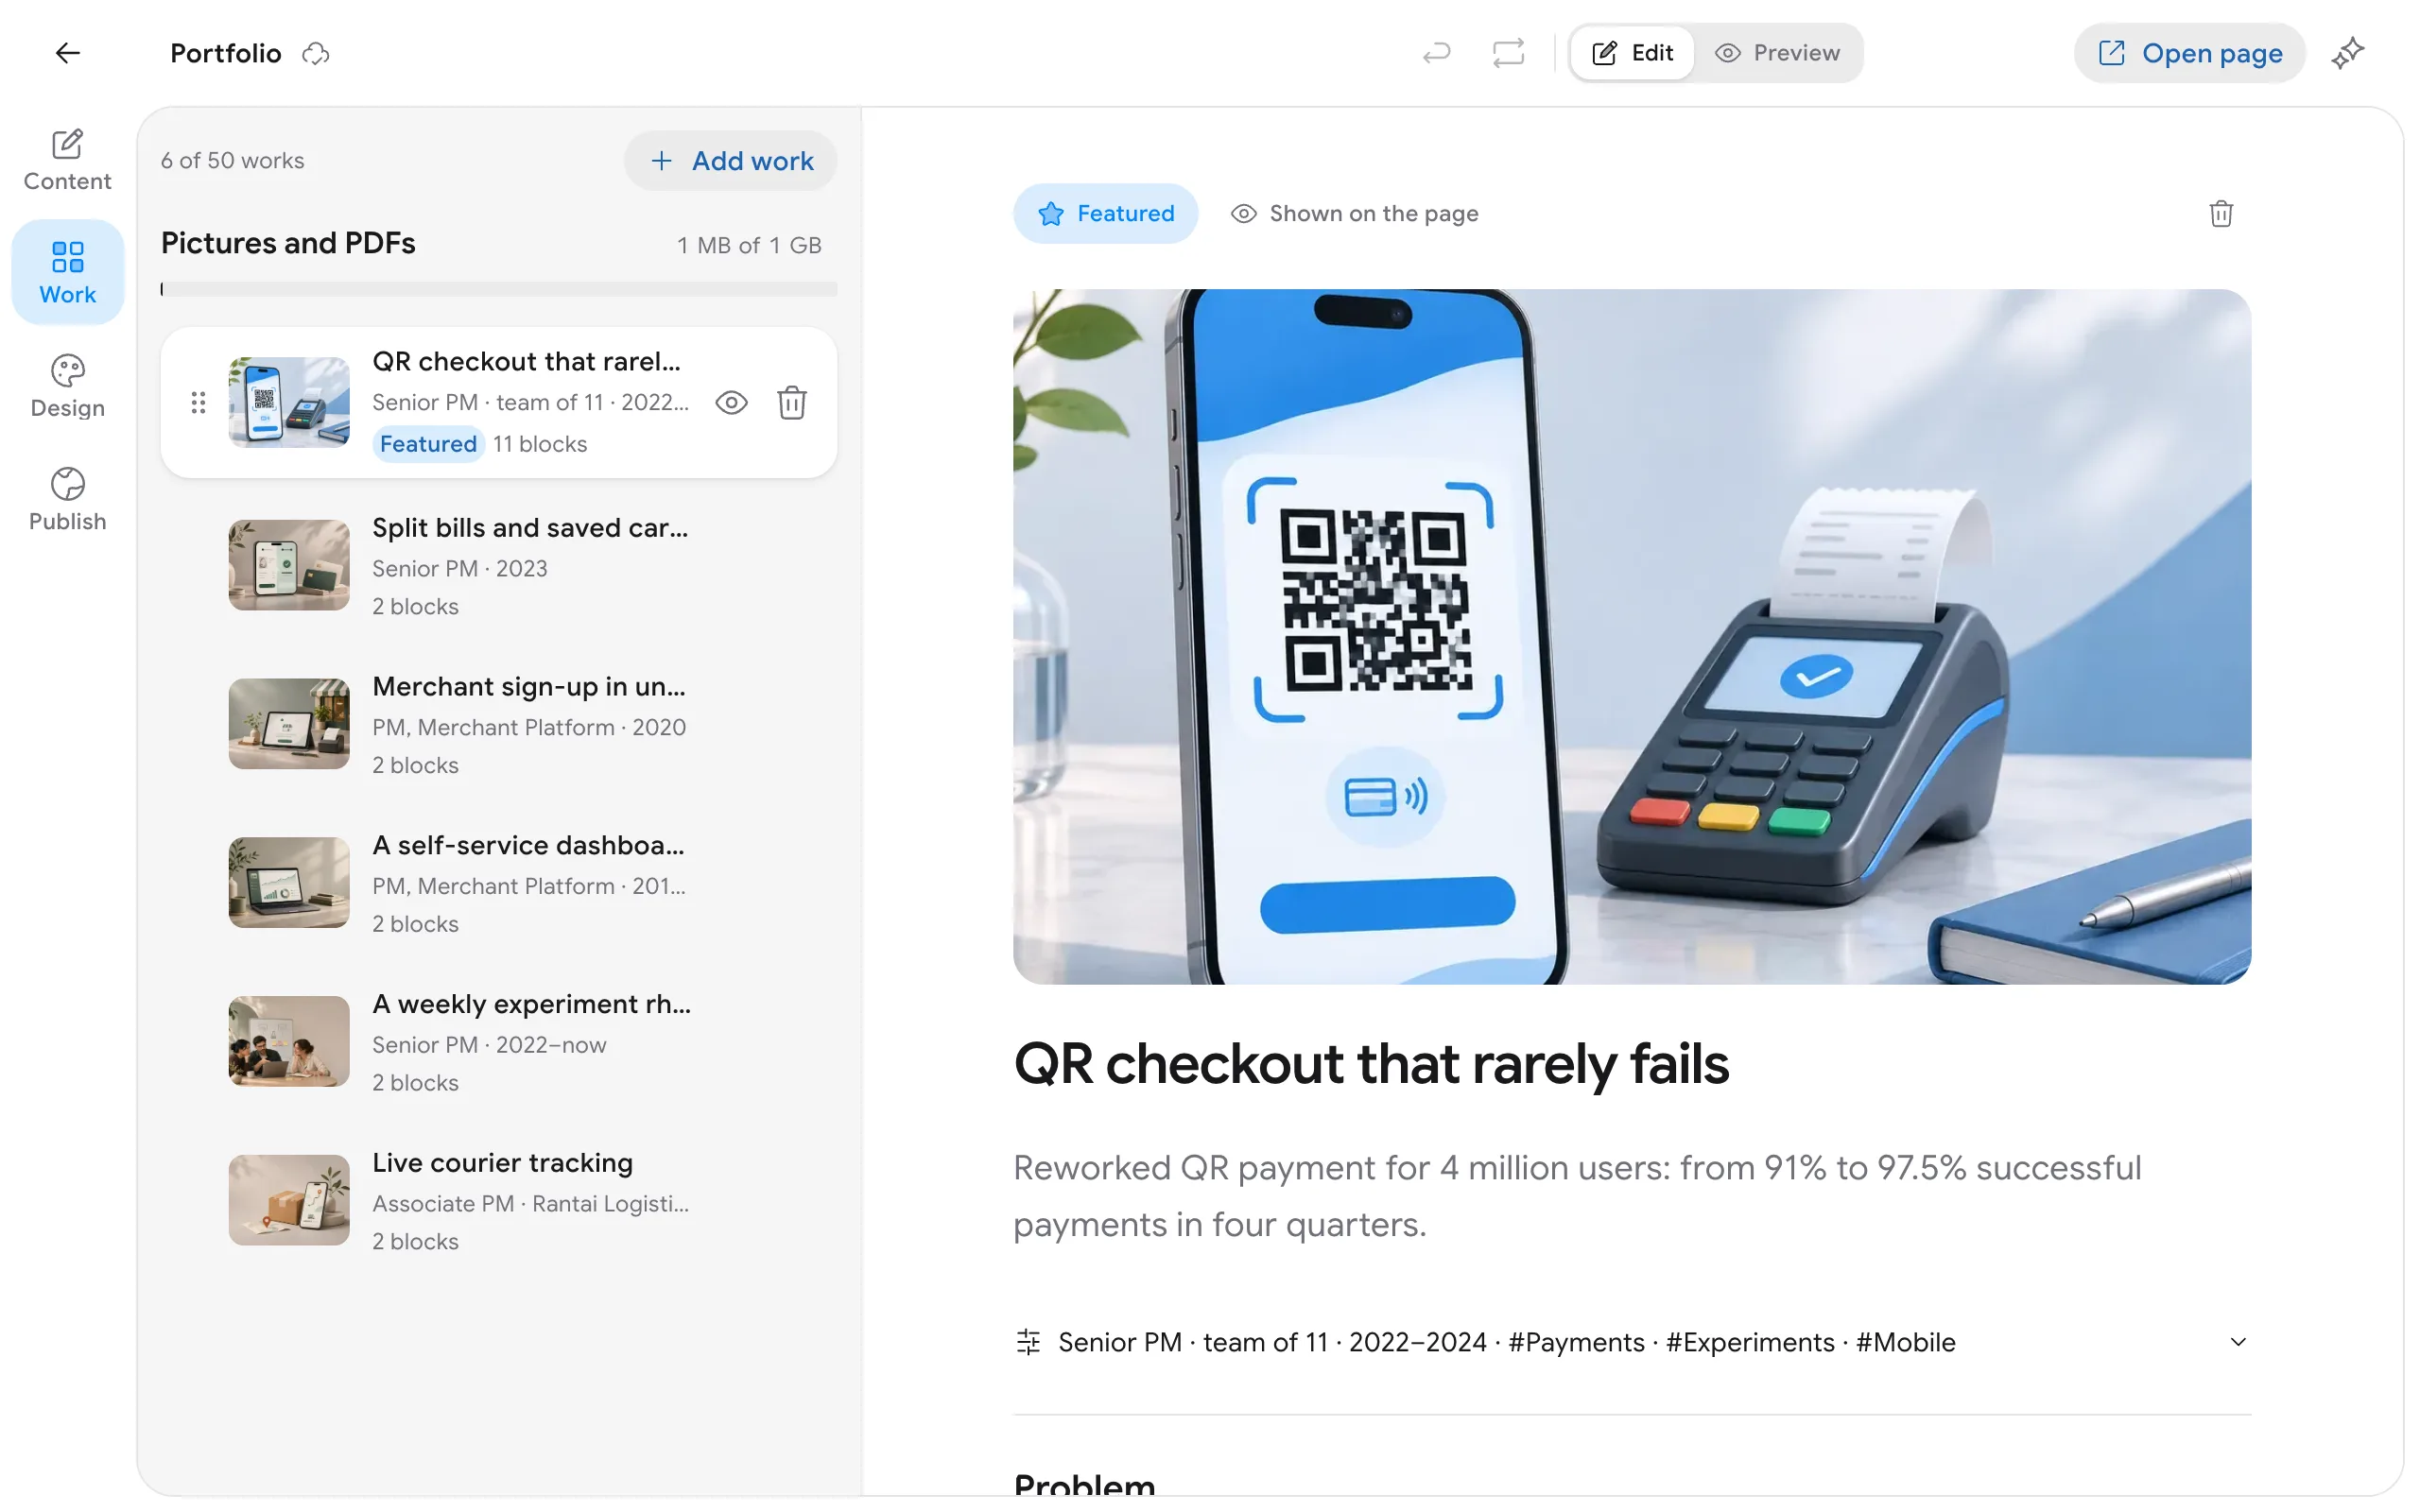 Portfolio
Edit
Preview
Open page
Content
Work
Design
Publish
6 of 50 works
Add work
Pictures and PDFs
1 MB of 1 GB
QR checkout that rarel...
Senior PM · team of 11 · 2022...
Featured
11 blocks
Split bills and saved car...
Senior PM · 2023
2 blocks
Merchant sign-up in un...
PM, Merchant Platform · 2020
2 blocks
A self-service dashboa...
PM, Merchant Platform · 201...
2 blocks
A weekly experiment rh...
Senior PM · 2022–now
2 blocks
Live courier tracking
Associate PM · Rantai Logisti...
2 blocks
Featured
Shown on the page
QR checkout that rarely fails
Reworked QR payment for 4 million users: from 91% to 97.5% successful
payments in four quarters.
Senior PM · team of 11 · 2022–2024 · #Payments · #Experiments · #Mobile
Problem